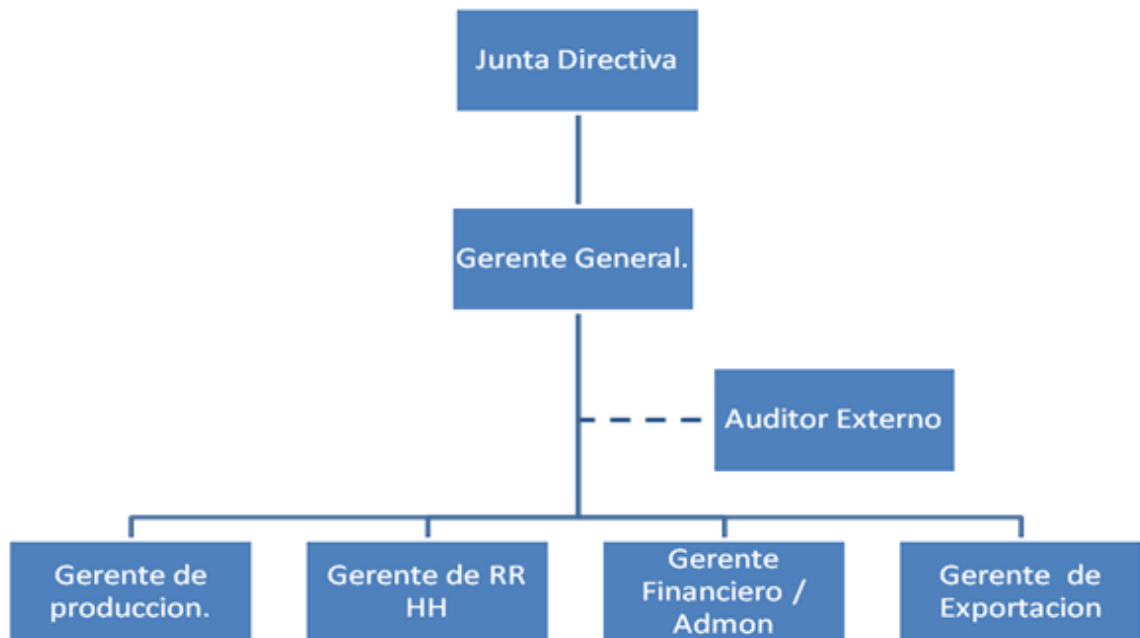 Junta Directiva
Gerente General.
Auditor Externo
Gerente de
produccion.
Gerente de RR
HH
Gerente
Financiero /
Admon
Gerente de
Exportacion